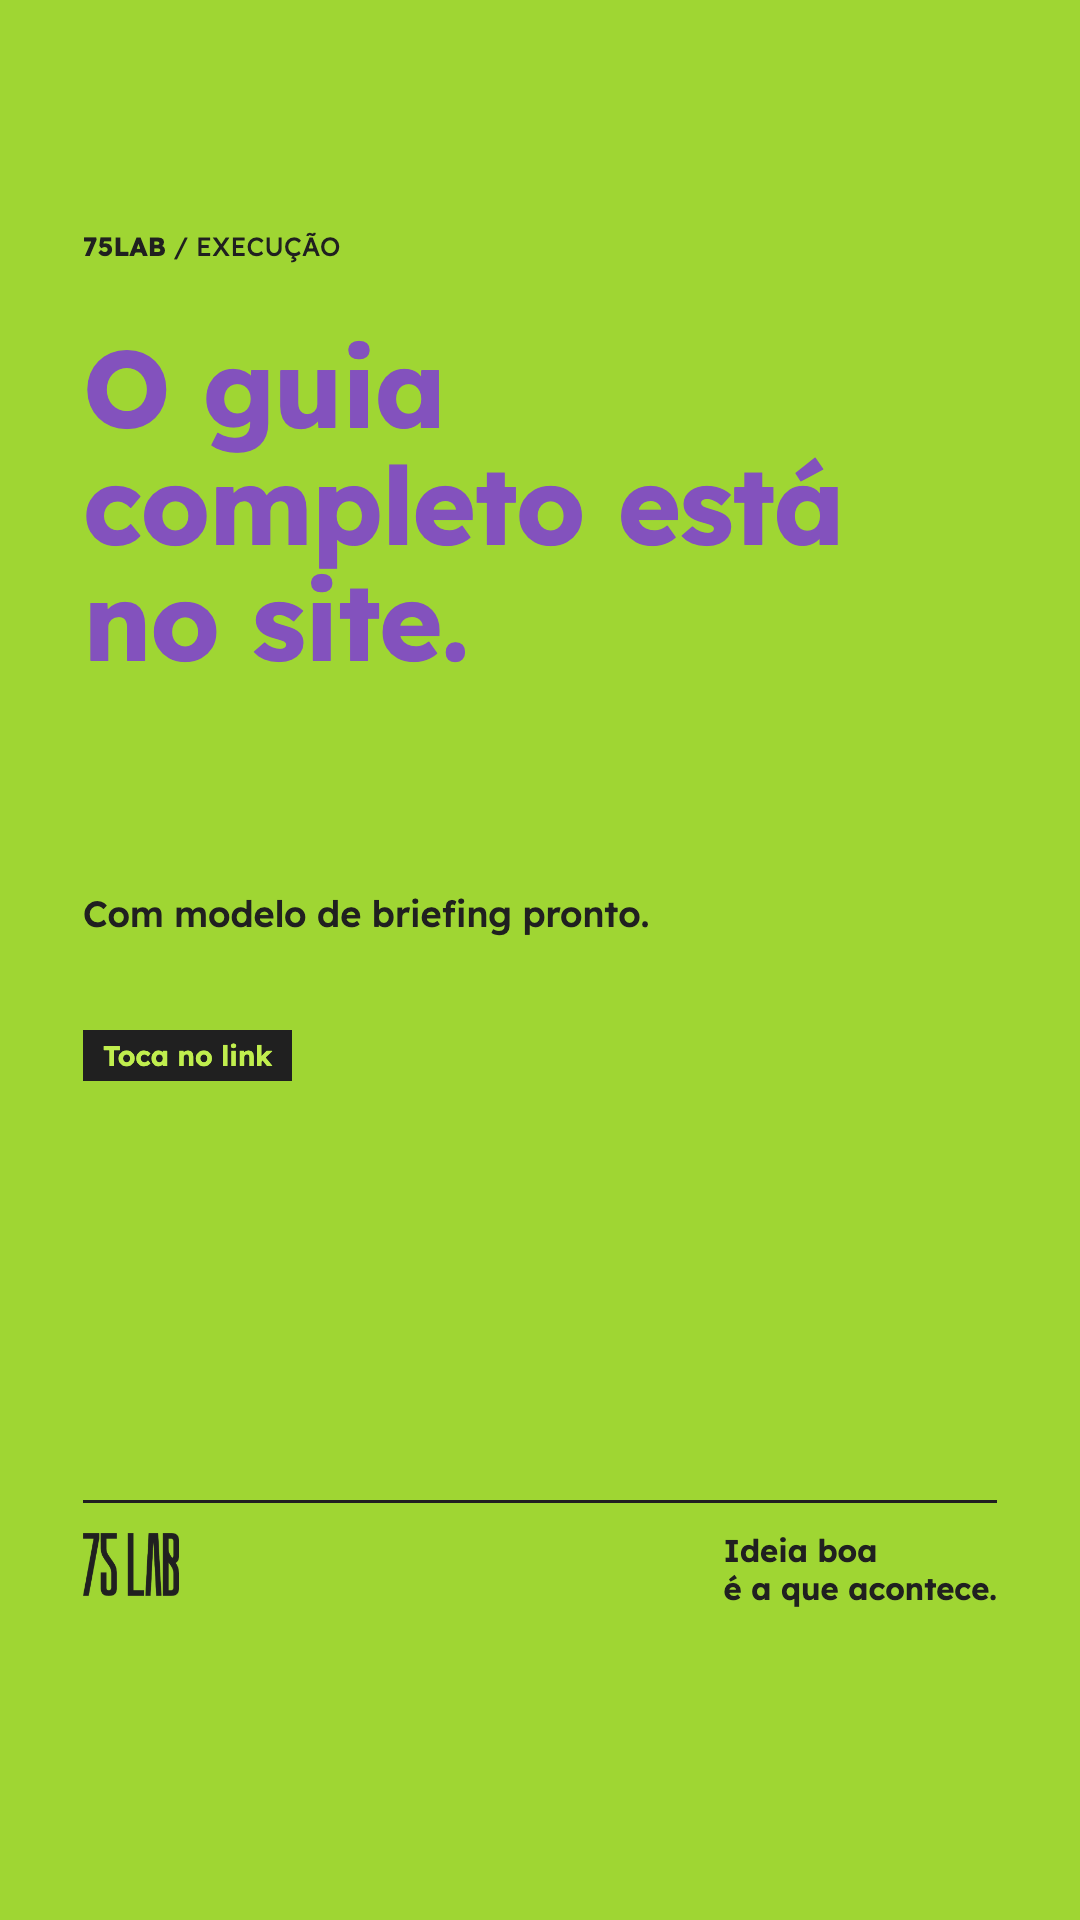 75LAB / EXECUÇÃO
O guia
completo está
no site.
Com modelo de briefing pronto.
Toca no link
75 LAB
Ideia boa
é a que acontece.